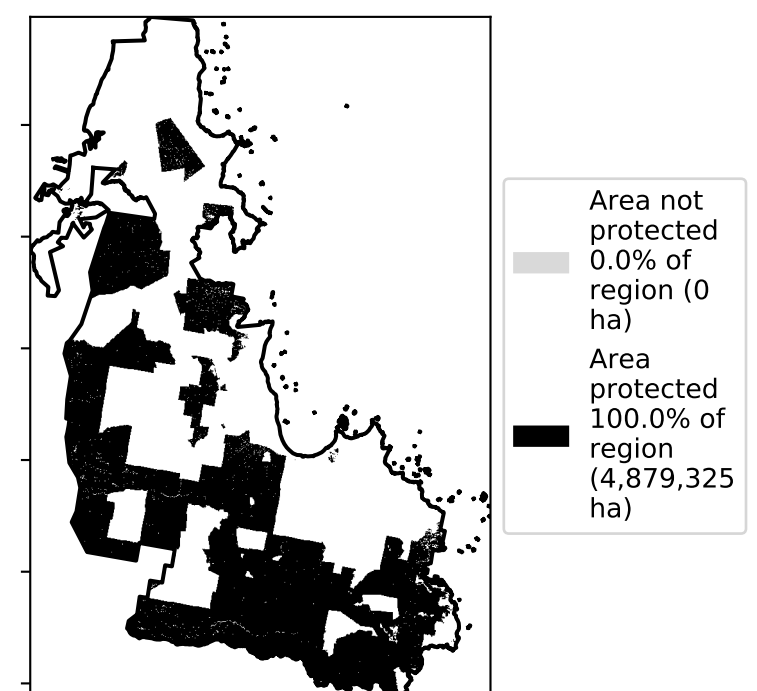 Area not
protected
0.0% of
region (0
ha)
Area
protected
100.0% of
region
(4,879,325
ha)